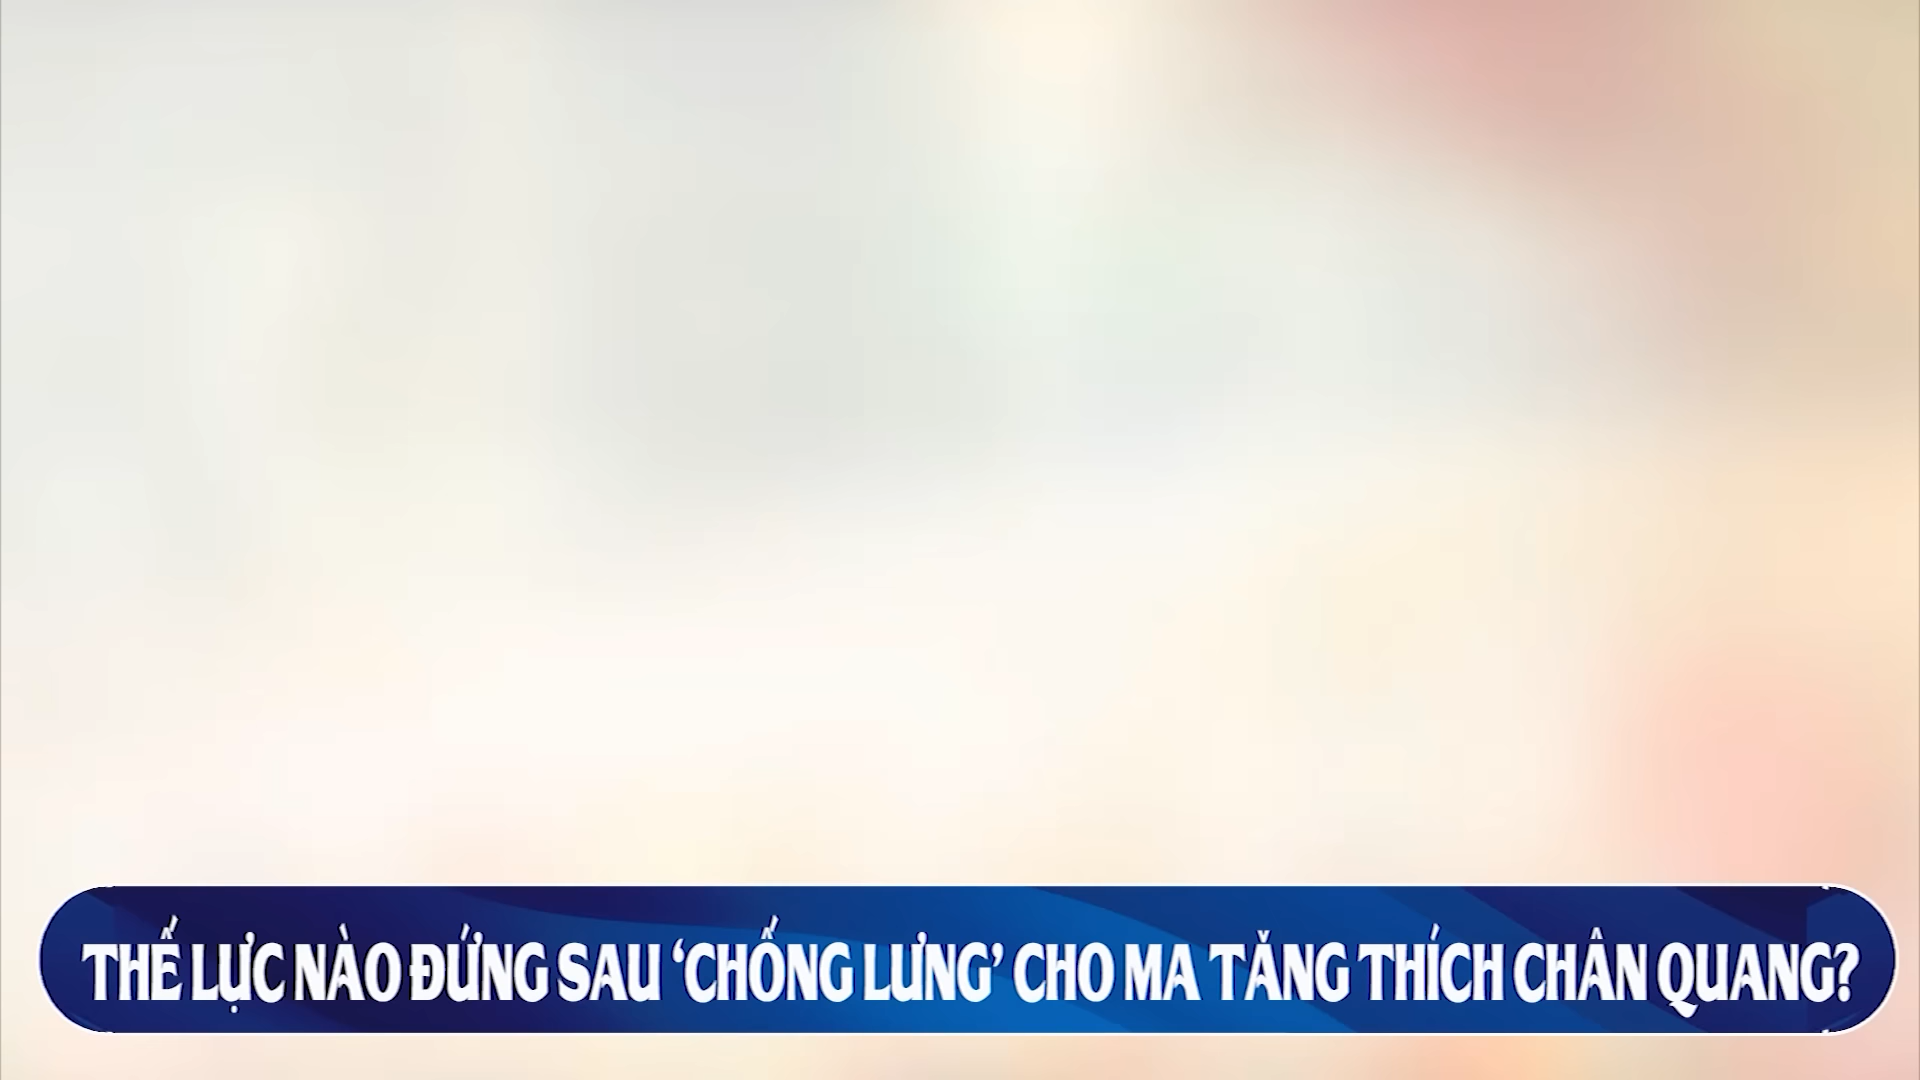 THẾ LỰC NÀO ĐỨNG SAU ‘CHỐNG LƯNG’ CHO MA TĂNG THÍCH CHÂN QUANG?